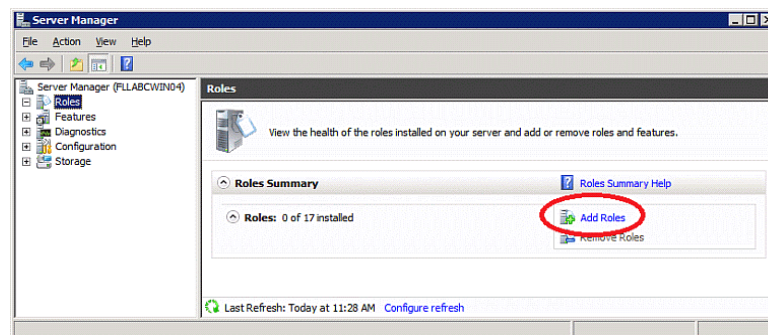 Server Manager
File Action View Help
Server Manager (FLLABCWIN04)
Roles
Features
Diagnostics
Configuration
Storage
Roles
View the health of the roles installed on your server and add or remove roles and features.
Roles Summary
Roles Summary Help
Roles: 0 of 17 installed
Add Roles
Remove Roles
Last Refresh: Today at 11:28 AM Configure refresh